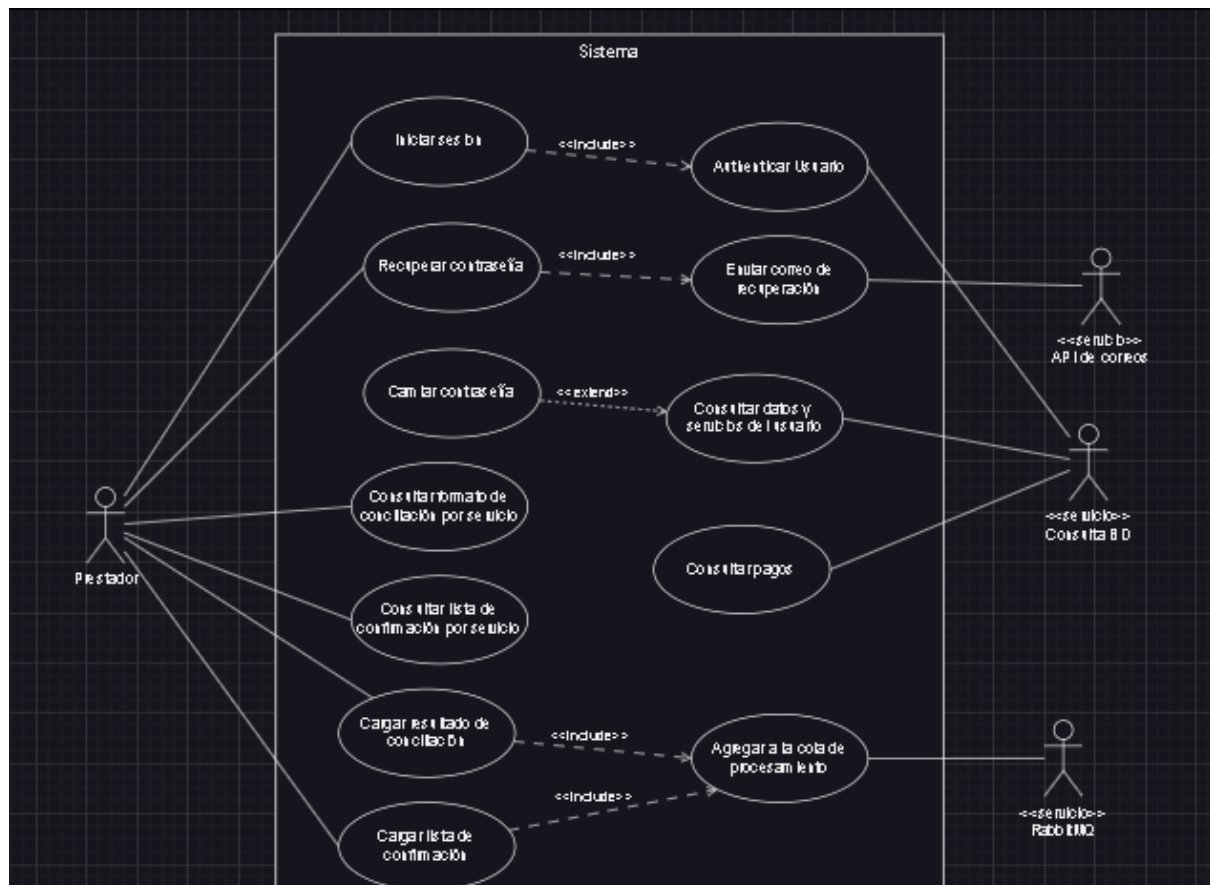 Sistema
Iniciar sesión
<<include>>
Authenticar Usuario
Recuperar contraseña
<<include>>
Enviar correo de
recuperación
<<servicio>>
API de correos
Cambiar contraseña
<<extend>>
Consultar datos y
servicios del usuario
<<servicio>>
Consulta BD
Consultar formato de
conciliación por servicio
Prestador
Consultar pagos
Consultar lista de
confirmación por servicio
Cargar resultado de
conciliación
<<include>>
Agregar a la cola de
procesamiento
<<include>>
<<servicio>>
RabbitMQ
Cargar lista de
confirmación